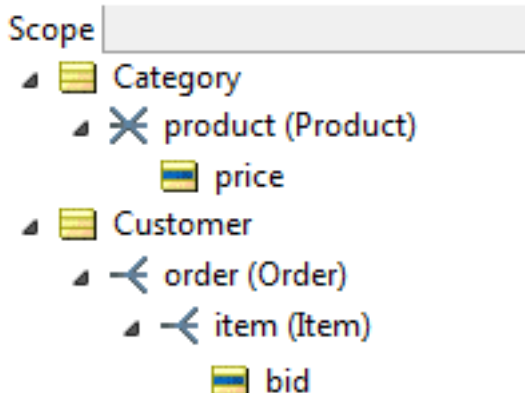 Scope
Category
product (Product)
price
Customer
order (Order)
item (Item)
bid